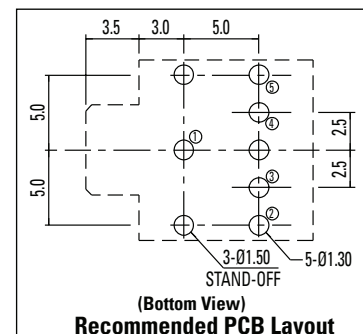 3.5 3.0 5.0
5.0
5.0
①
⑤
④
③
②
2.5
2.5
3-Ø1.50
STAND-OFF
5-Ø1.30
(Bottom View)
Recommended PCB Layout